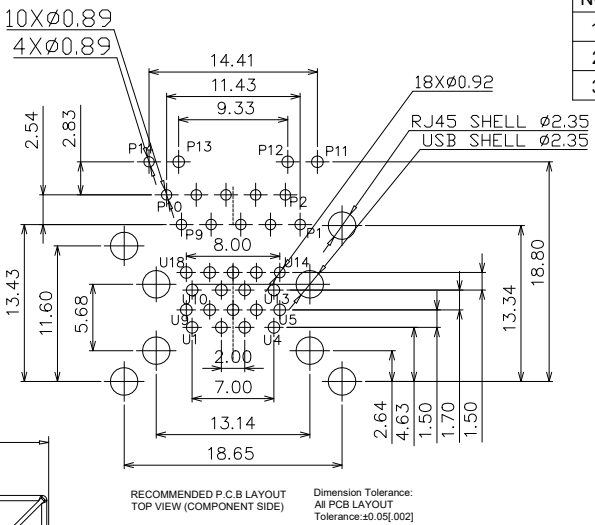 10XØ0.89
4XØ0.89
14.41
11.43
9.33
18XØ0.92
RJ45 SHELL Ø2.35
USB SHELL Ø2.35
2.54
2.83
P14
P13
P12
P11
P10
P2
P9
P1
8.00
U18
U14
U10
U13
U9
U5
U1
U4
13.43
11.60
5.68
2.00
7.00
13.14
18.65
2.64
4.63
1.50
1.70
1.50
13.34
18.80
1
2
3
RECOMMENDED P.C.B LAYOUT
TOP VIEW (COMPONENT SIDE)
Dimension Tolerance:
All PCB LAYOUT
Tolerance:±0.05[.002]